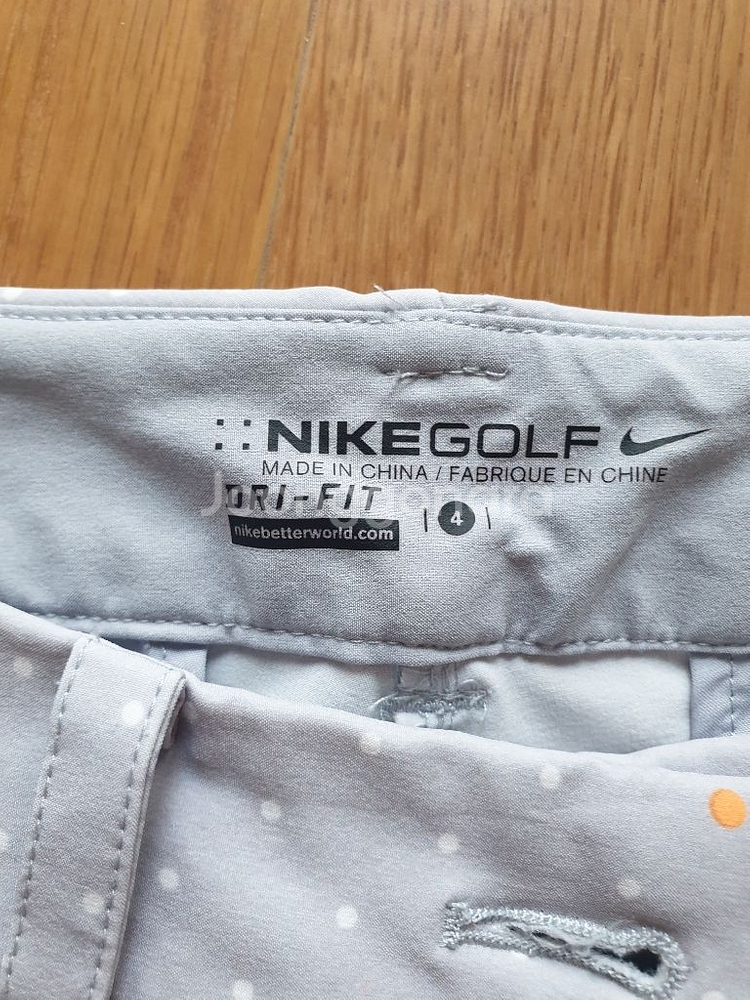 NIKEGOLF
MADE IN CHINA / FABRIQUE EN CHINE
DRI-FIT
nikebetterworld.com
| 4 |